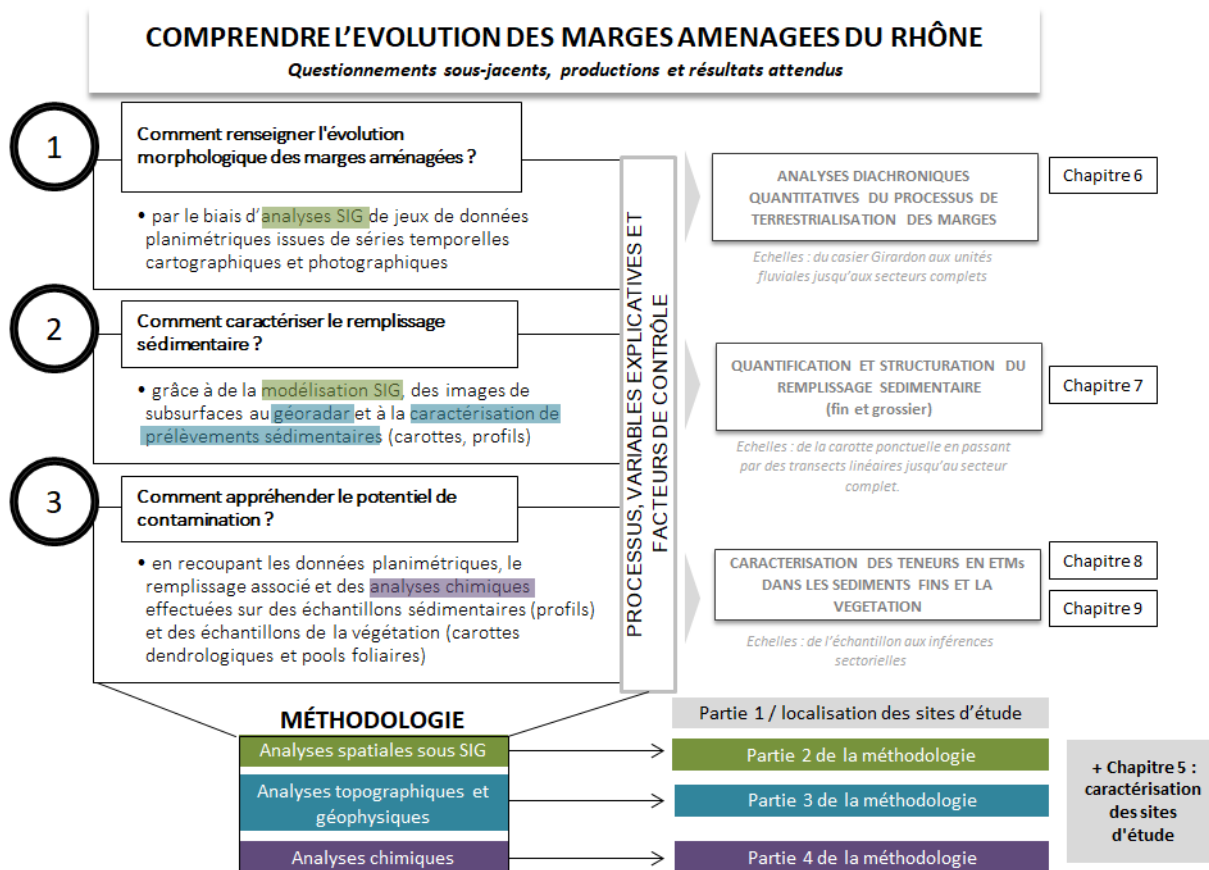 COMPRENDRE L'EVOLUTION DES MARGES AMENAGEES DU RHÔNE
Questionnements sous-jacents, productions et résultats attendus
1
Comment renseigner l'évolution
morphologique des marges aménagées ?
• par le biais d'analyses SIG de jeux de données
planimétriques issues de séries temporelles
cartographiques et photographiques
2
Comment caractériser le remplissage
sédimentaire ?
• grâce à de la modélisation SIG, des images de
subsurfaces au géoradar et à la caractérisation de
prélèvements sédimentaires (carottes, profils)
3
Comment appréhender le potentiel de
contamination ?
• en recoupant les données planimétriques, le
remplissage associé et des analyses chimiques
effectuées sur des échantillons sédimentaires (profils)
et des échantillons de la végétation (carottes
dendrologiques et pools foliaires)
PROCESSUS, VARIABLES EXPLICATIVES ET
FACTEURS DE CONTRÔLE
ANALYSES DIACHRONIQUES
QUANTITATIVES DU PROCESSUS DE
TERRESTRIALISATION DES MARGES
Chapitre 6
Echelles : du casier Girardon aux unités
fluviales jusqu'aux secteurs complets
QUANTIFICATION ET STRUCTURATION DU
REMPLISSAGE SEDIMENTAIRE
(fin et grossier)
Chapitre 7
Echelles : de la carotte ponctuelle en passant
par des transects linéaires jusqu'au secteur
complet.
CARACTERISATION DES TENEURS EN ETMs
DANS LES SEDIMENTS FINS ET LA
VEGETATION
Chapitre 8
Chapitre 9
Echelles : de l'échantillon aux inférences
sectorielles
MÉTHODOLOGIE
Partie 1 / localisation des sites d'étude
Analyses spatiales sous SIG
Partie 2 de la méthodologie
Analyses topographiques et
géophysiques
Partie 3 de la méthodologie
Analyses chimiques
Partie 4 de la méthodologie
+ Chapitre 5 :
caractérisation
des sites
d'étude